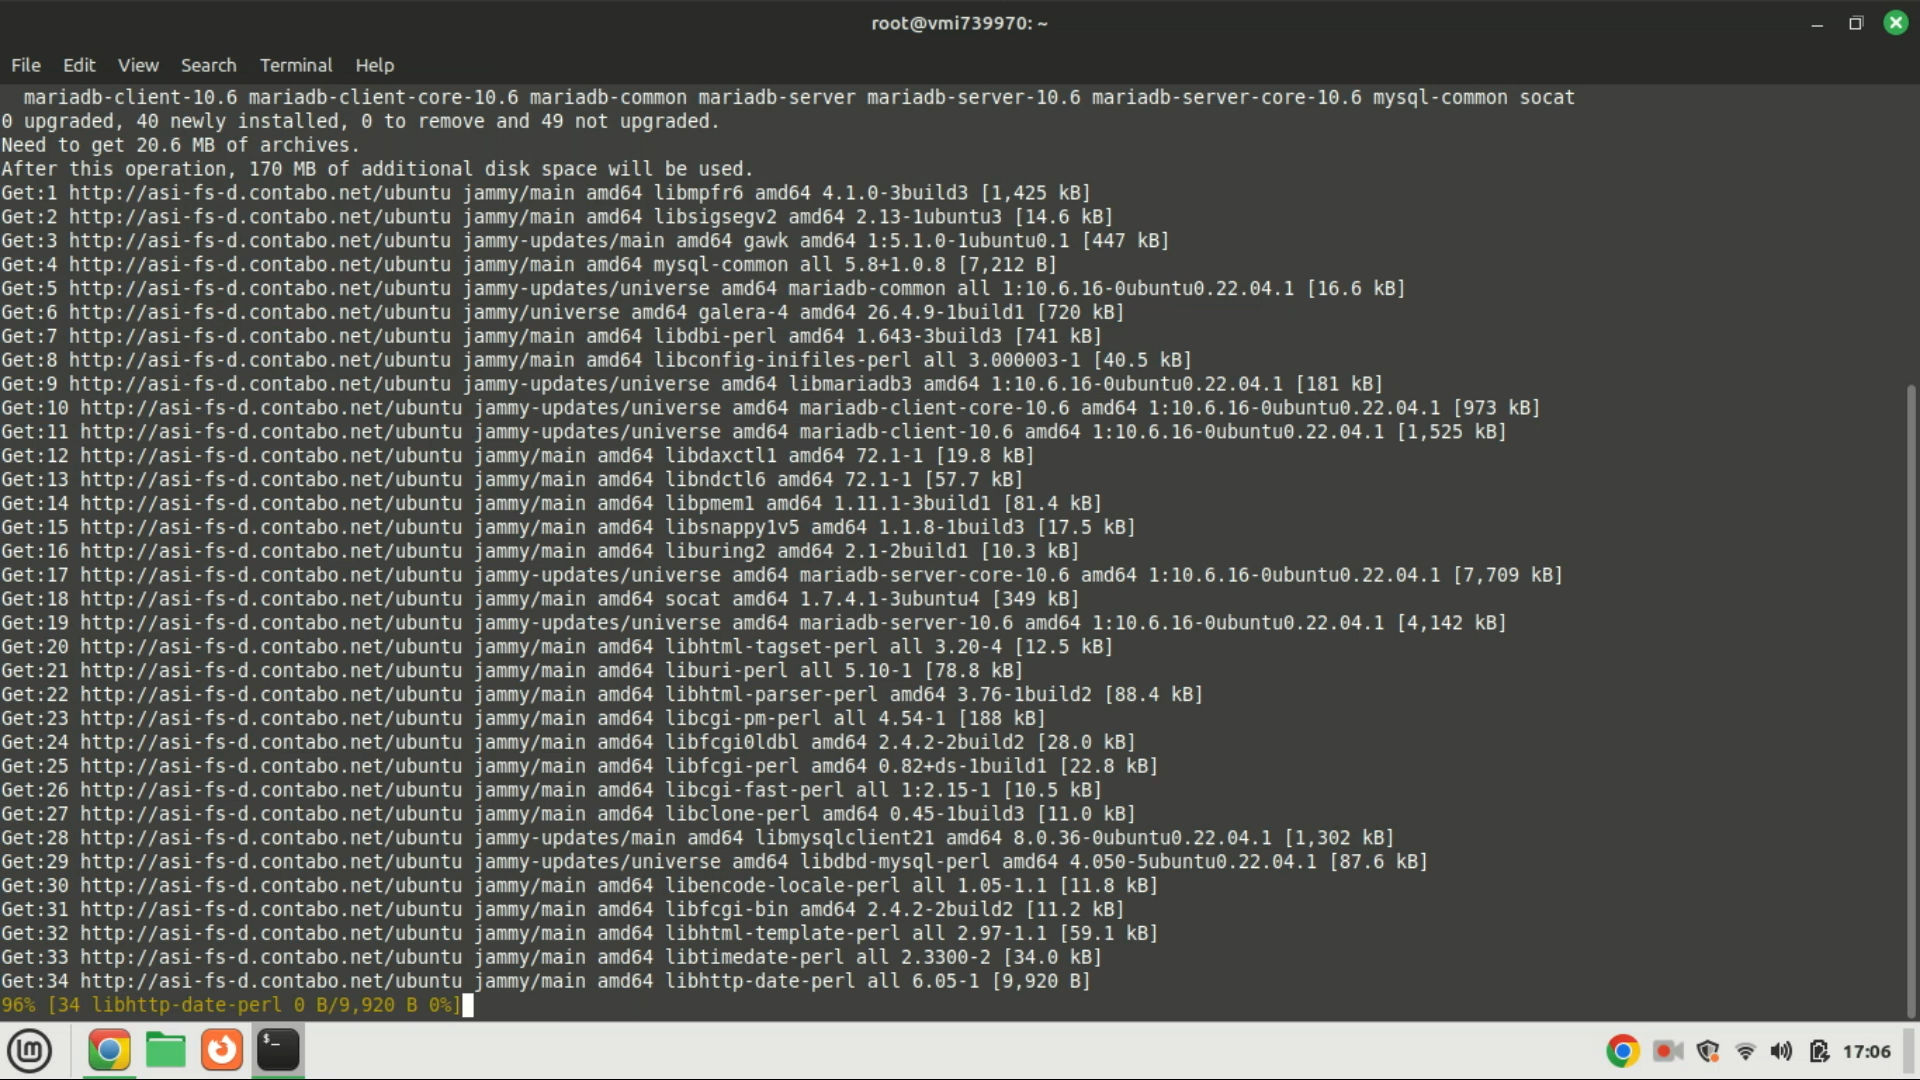 root@vmi739970: ~
File Edit View Search Terminal Help
mariadb-client-10.6 mariadb-client-core-10.6 mariadb-common mariadb-server mariadb-server-10.6 mariadb-server-core-10.6 mysql-common socat
0 upgraded, 40 newly installed, 0 to remove and 49 not upgraded.
Need to get 20.6 MB of archives.
After this operation, 170 MB of additional disk space will be used.
Get:1 http://asi-fs-d.contabo.net/ubuntu jammy/main amd64 libmpfr6 amd64 4.1.0-3build3 [1,425 kB]
Get:2 http://asi-fs-d.contabo.net/ubuntu jammy/main amd64 libsigsegv2 amd64 2.13-1ubuntu3 [14.6 kB]
Get:3 http://asi-fs-d.contabo.net/ubuntu jammy-updates/main amd64 gawk amd64 1:5.1.0-1ubuntu0.1 [447 kB]
Get:4 http://asi-fs-d.contabo.net/ubuntu jammy/main amd64 mysql-common all 5.8+1.0.8 [7,212 B]
Get:5 http://asi-fs-d.contabo.net/ubuntu jammy-updates/universe amd64 mariadb-common all 1:10.6.16-0ubuntu0.22.04.1 [16.6 kB]
Get:6 http://asi-fs-d.contabo.net/ubuntu jammy/universe amd64 galera-4 amd64 26.4.9-1build1 [720 kB]
Get:7 http://asi-fs-d.contabo.net/ubuntu jammy/main amd64 libdbi-perl amd64 1.643-3build3 [741 kB]
Get:8 http://asi-fs-d.contabo.net/ubuntu jammy/main amd64 libconfig-inifiles-perl all 3.000003-1 [40.5 kB]
Get:9 http://asi-fs-d.contabo.net/ubuntu jammy-updates/universe amd64 libmariadb3 amd64 1:10.6.16-0ubuntu0.22.04.1 [181 kB]
Get:10 http://asi-fs-d.contabo.net/ubuntu jammy-updates/universe amd64 mariadb-client-core-10.6 amd64 1:10.6.16-0ubuntu0.22.04.1 [973 kB]
Get:11 http://asi-fs-d.contabo.net/ubuntu jammy-updates/universe amd64 mariadb-client-10.6 amd64 1:10.6.16-0ubuntu0.22.04.1 [1,525 kB]
Get:12 http://asi-fs-d.contabo.net/ubuntu jammy/main amd64 libdaxctl1 amd64 72.1-1 [19.8 kB]
Get:13 http://asi-fs-d.contabo.net/ubuntu jammy/main amd64 libndctl6 amd64 72.1-1 [57.7 kB]
Get:14 http://asi-fs-d.contabo.net/ubuntu jammy/main amd64 libpmem1 amd64 1.11.1-3build1 [81.4 kB]
Get:15 http://asi-fs-d.contabo.net/ubuntu jammy/main amd64 libsnappy1v5 amd64 1.1.8-1build3 [17.5 kB]
Get:16 http://asi-fs-d.contabo.net/ubuntu jammy/main amd64 liburing2 amd64 2.1-2build1 [10.3 kB]
Get:17 http://asi-fs-d.contabo.net/ubuntu jammy-updates/universe amd64 mariadb-server-core-10.6 amd64 1:10.6.16-0ubuntu0.22.04.1 [7,709 kB]
Get:18 http://asi-fs-d.contabo.net/ubuntu jammy/main amd64 socat amd64 1.7.4.1-3ubuntu4 [349 kB]
Get:19 http://asi-fs-d.contabo.net/ubuntu jammy-updates/universe amd64 mariadb-server-10.6 amd64 1:10.6.16-0ubuntu0.22.04.1 [4,142 kB]
Get:20 http://asi-fs-d.contabo.net/ubuntu jammy/main amd64 libhtml-tagset-perl all 3.20-4 [12.5 kB]
Get:21 http://asi-fs-d.contabo.net/ubuntu jammy/main amd64 liburi-perl all 5.10-1 [78.8 kB]
Get:22 http://asi-fs-d.contabo.net/ubuntu jammy/main amd64 libhtml-parser-perl amd64 3.76-1build2 [88.4 kB]
Get:23 http://asi-fs-d.contabo.net/ubuntu jammy/main amd64 libcgi-pm-perl all 4.54-1 [188 kB]
Get:24 http://asi-fs-d.contabo.net/ubuntu jammy/main amd64 libfcgi0ldbl amd64 2.4.2-2build2 [28.0 kB]
Get:25 http://asi-fs-d.contabo.net/ubuntu jammy/main amd64 libfcgi-perl amd64 0.82+ds-1build1 [22.8 kB]
Get:26 http://asi-fs-d.contabo.net/ubuntu jammy/main amd64 libcgi-fast-perl all 1:2.15-1 [10.5 kB]
Get:27 http://asi-fs-d.contabo.net/ubuntu jammy/main amd64 libclone-perl amd64 0.45-1build3 [11.0 kB]
Get:28 http://asi-fs-d.contabo.net/ubuntu jammy-updates/main amd64 libmysqlclient21 amd64 8.0.36-0ubuntu0.22.04.1 [1,302 kB]
Get:29 http://asi-fs-d.contabo.net/ubuntu jammy-updates/universe amd64 libdbd-mysql-perl amd64 4.050-5ubuntu0.22.04.1 [87.6 kB]
Get:30 http://asi-fs-d.contabo.net/ubuntu jammy/main amd64 libencode-locale-perl all 1.05-1.1 [11.8 kB]
Get:31 http://asi-fs-d.contabo.net/ubuntu jammy/main amd64 libfcgi-bin amd64 2.4.2-2build2 [11.2 kB]
Get:32 http://asi-fs-d.contabo.net/ubuntu jammy/main amd64 libhtml-template-perl all 2.97-1.1 [59.1 kB]
Get:33 http://asi-fs-d.contabo.net/ubuntu jammy/main amd64 libtimedate-perl all 2.3300-2 [34.0 kB]
Get:34 http://asi-fs-d.contabo.net/ubuntu jammy/main amd64 libhttp-date-perl all 6.05-1 [9,920 B]
96% [34 libhttp-date-perl 0 B/9,920 B 0%]
17:06